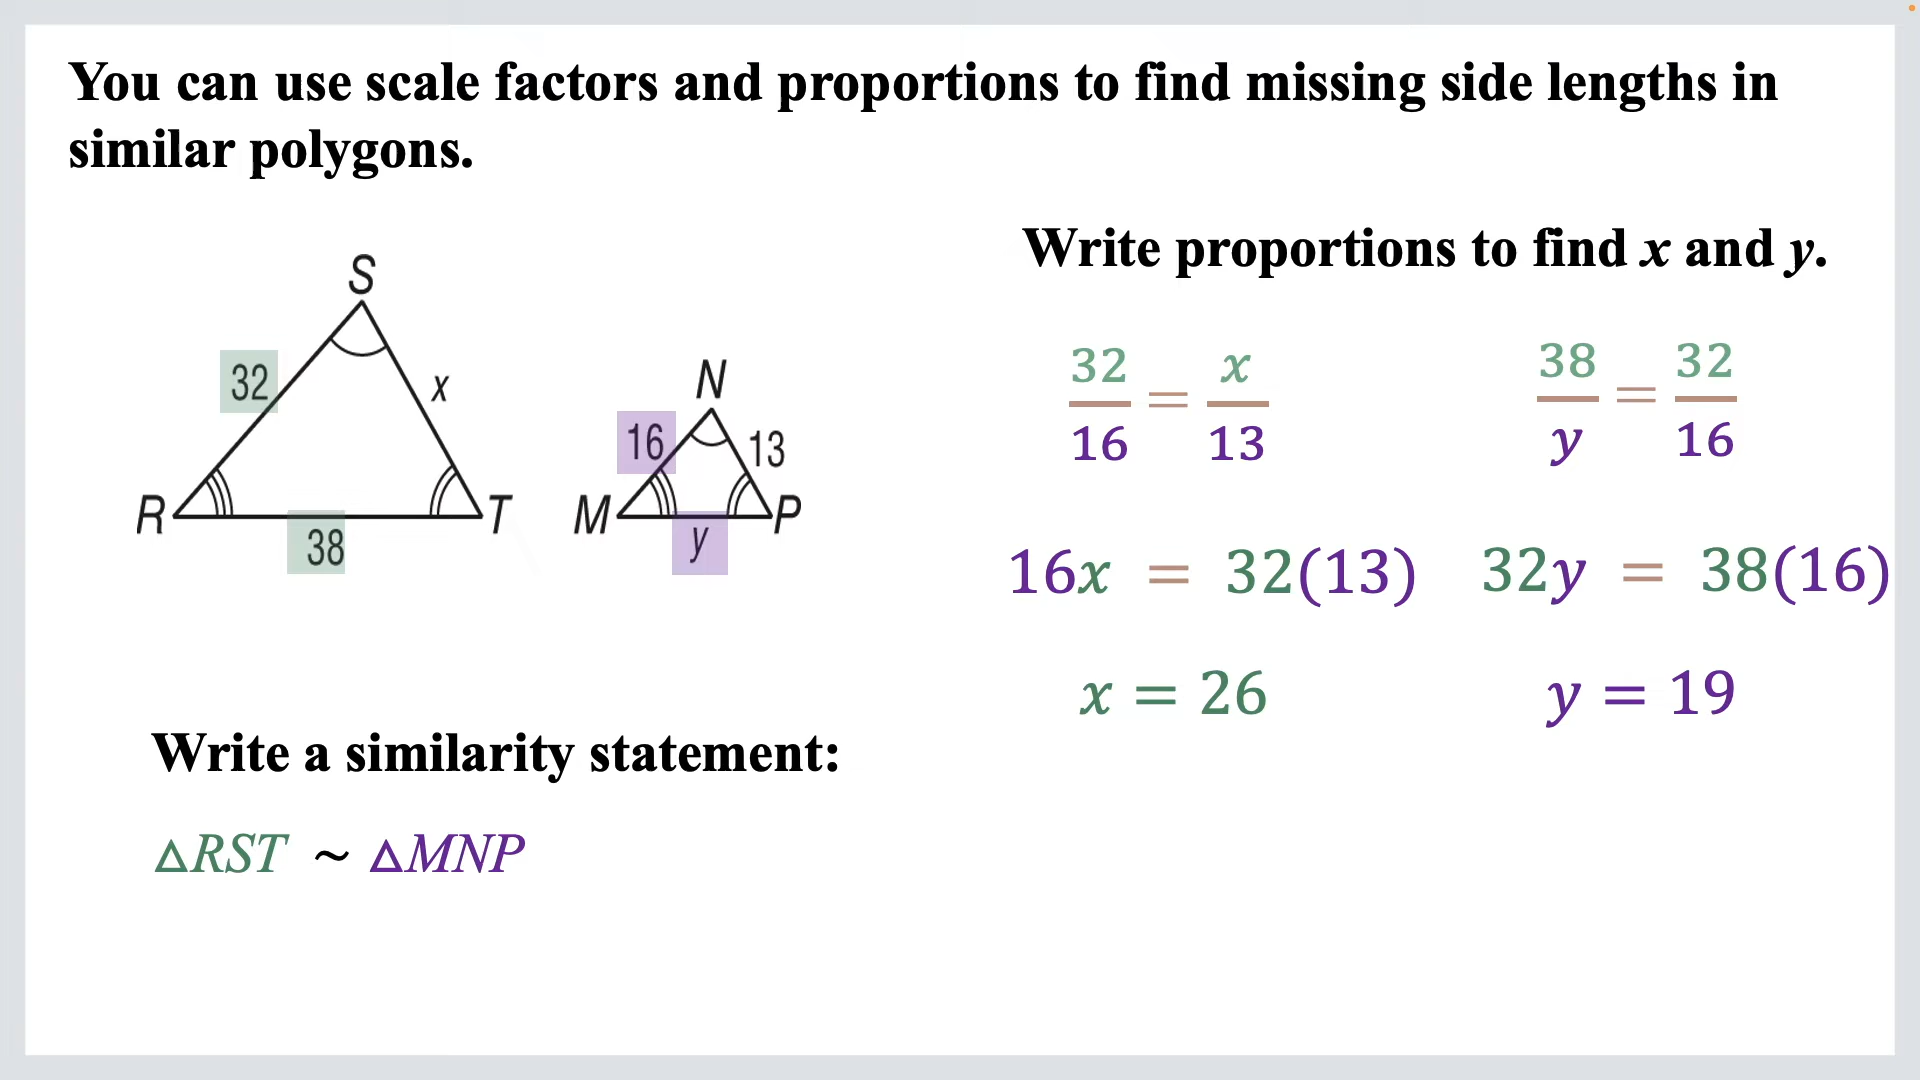 You can use scale factors and proportions to find missing side lengths in
similar polygons.
S
32
x
R
T
38
N
16
13
M
P
y
Write a similarity statement:
△RST ~ △MNP
Write proportions to find x and y.
32/16 = x/13
38/y = 32/16
16x = 32(13)
32y = 38(16)
x = 26
y = 19